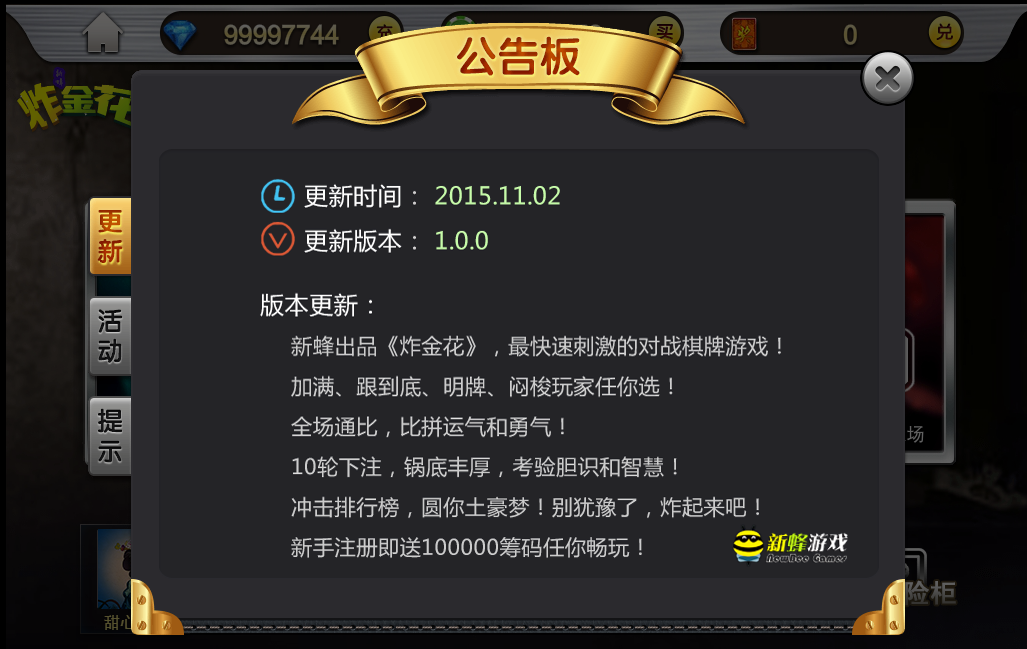 99997744
充
买
0
兑
公告板
炸金花
更新
活动
提示
更新时间： 2015.11.02
更新版本： 1.0.0
版本更新：
新蜂出品《炸金花》，最快速刺激的对战棋牌游戏！
加满、跟到底、明牌、闷梭玩家任你选！
全场通比，比拼运气和勇气！
10轮下注，锅底丰厚，考验胆识和智慧！
冲击排行榜，圆你土豪梦！别犹豫了，炸起来吧！
新手注册即送100000筹码任你畅玩！
新蜂游戏
NewBee Games
场
险柜
甜心